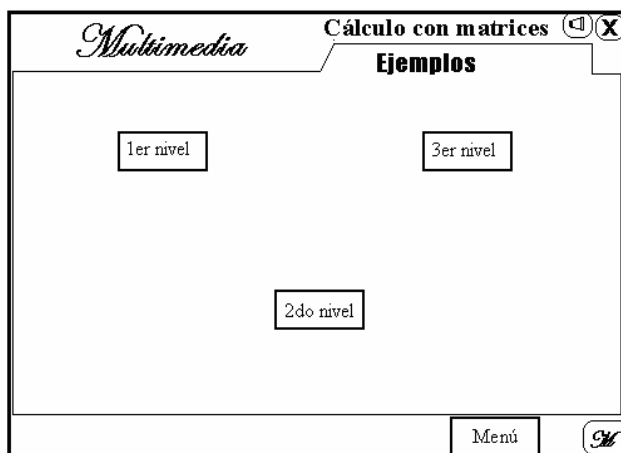 Multimedia
Cálculo con matrices
X
Ejemplos
1er nivel
3er nivel
2do nivel
Menú
M